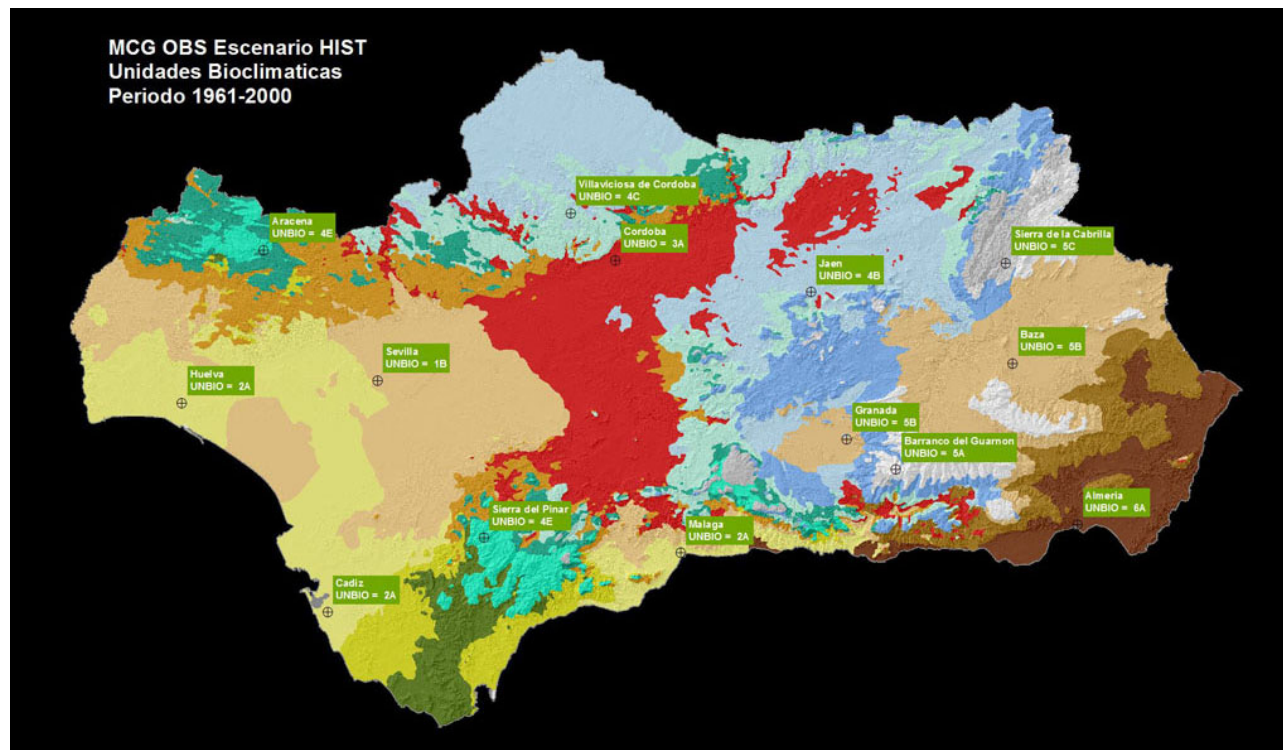 MCG OBS Escenario HIST
Unidades Bioclimaticas
Periodo 1961-2000
Villaviciosa de Cordoba
UNBIO = 4C
Aracena
UNBIO = 4E
Cordoba
UNBIO = 3A
Sierra de la Cabrilla
UNBIO = 5C
Jaen
UNBIO = 4B
Sevilla
UNBIO = 1B
Baza
UNBIO = 5B
Huelva
UNBIO = 2A
Granada
UNBIO = 5B
Barranco del Guarnon
UNBIO = 5A
Almeria
UNBIO = 6A
Sierra del Pinar
UNBIO = 4E
Malaga
UNBIO = 2A
Cadiz
UNBIO = 2A